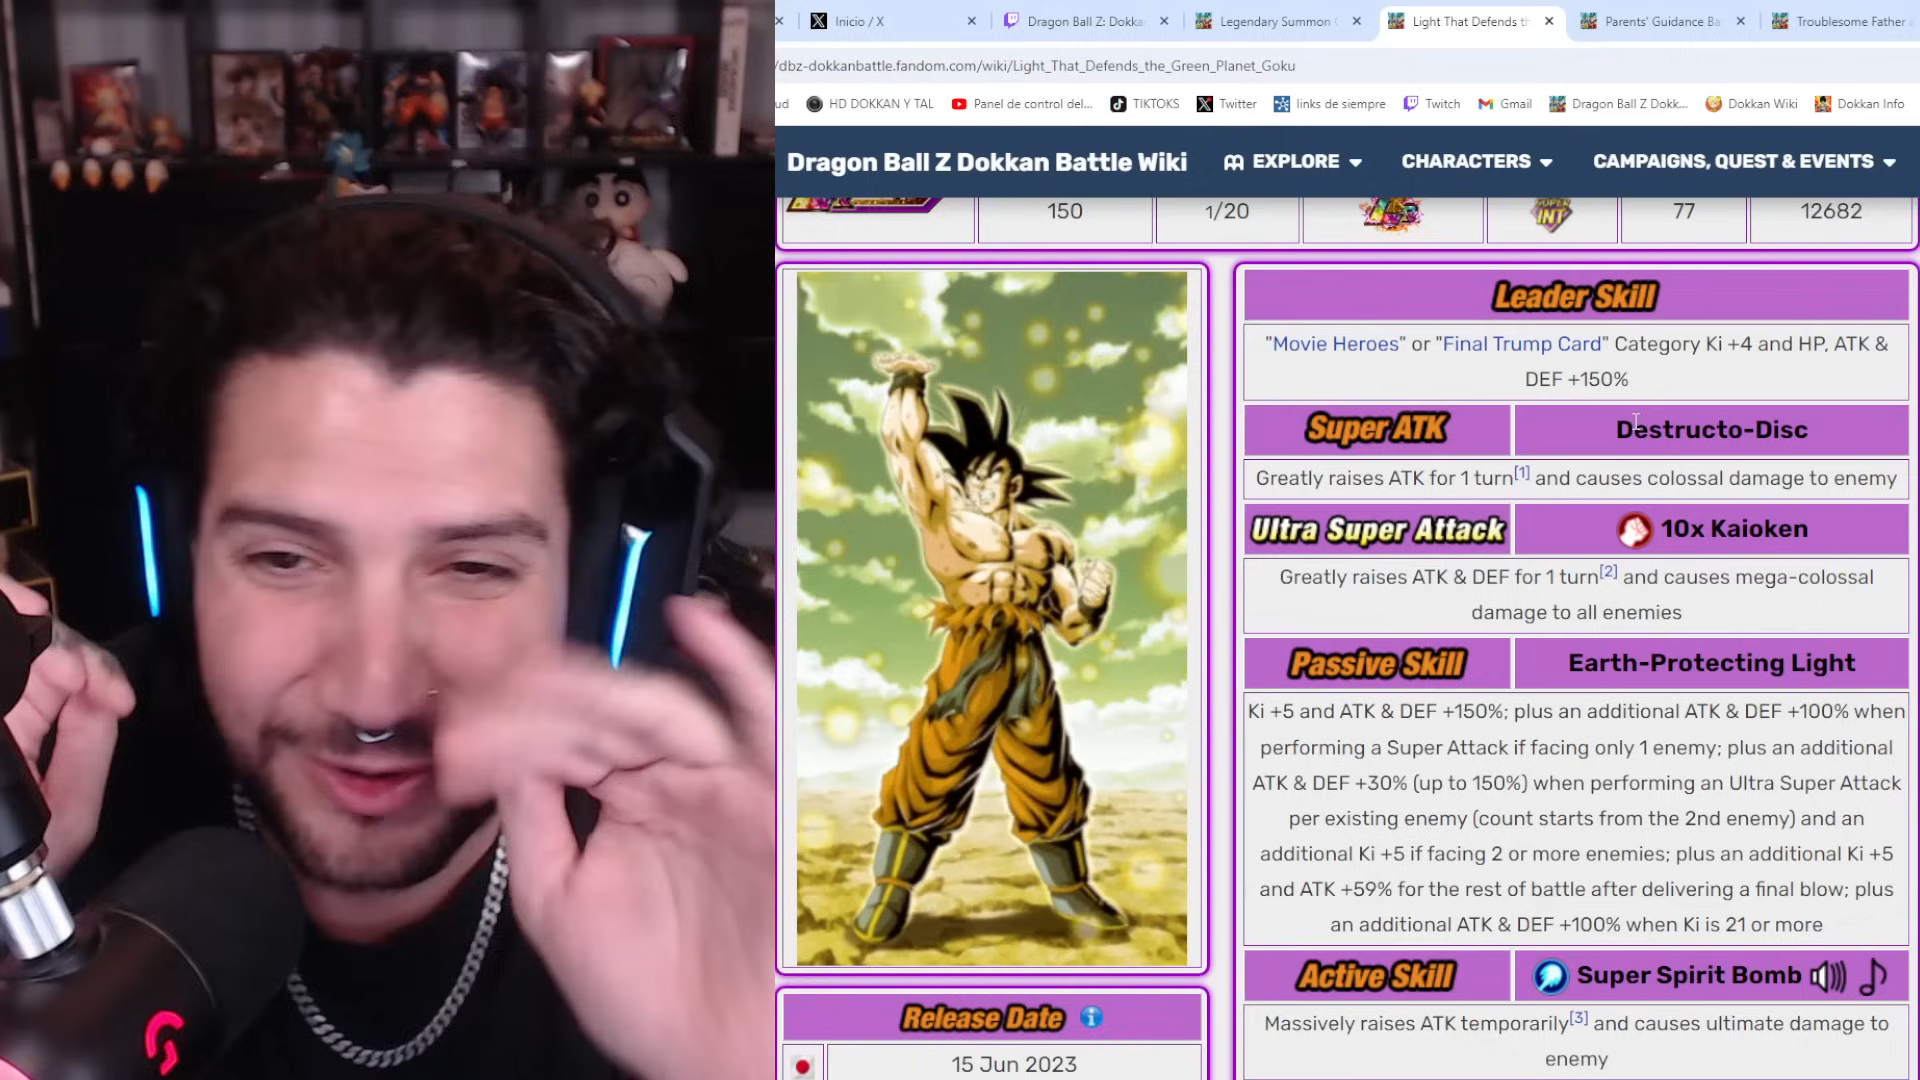 Inicio / X
Dragon Ball Z: Dokka
Legendary Summon (
Light That Defends th
Parents' Guidance Ba
Troublesome Father a
/dbz-dokkanbattle.fandom.com/wiki/Light_That_Defends_the_Green_Planet_Goku
ud HD DOKKAN Y TAL Panel de control del... TIKTOKS Twitter links de siempre Twitch Gmail Dragon Ball Z Dokk... Dokkan Wiki Dokkan Info
Dragon Ball Z Dokkan Battle Wiki EXPLORE CHARACTERS CAMPAIGNS, QUEST & EVENTS
150 1/20 LR SUPER INT 77 12682
Leader Skill
"Movie Heroes" or "Final Trump Card" Category Ki +4 and HP, ATK &
DEF +150%
Super ATK Destructo-Disc
Greatly raises ATK for 1 turn[1] and causes colossal damage to enemy
Ultra Super Attack 10x Kaioken
Greatly raises ATK & DEF for 1 turn[2] and causes mega-colossal
damage to all enemies
Passive Skill Earth-Protecting Light
Ki +5 and ATK & DEF +150%; plus an additional ATK & DEF +100% when
performing a Super Attack if facing only 1 enemy; plus an additional
ATK & DEF +30% (up to 150%) when performing an Ultra Super Attack
per existing enemy (count starts from the 2nd enemy) and an
additional Ki +5 if facing 2 or more enemies; plus an additional Ki +5
and ATK +59% for the rest of battle after delivering a final blow; plus
an additional ATK & DEF +100% when Ki is 21 or more
Active Skill Super Spirit Bomb
Massively raises ATK temporarily[3] and causes ultimate damage to
enemy
Release Date
15 Jun 2023